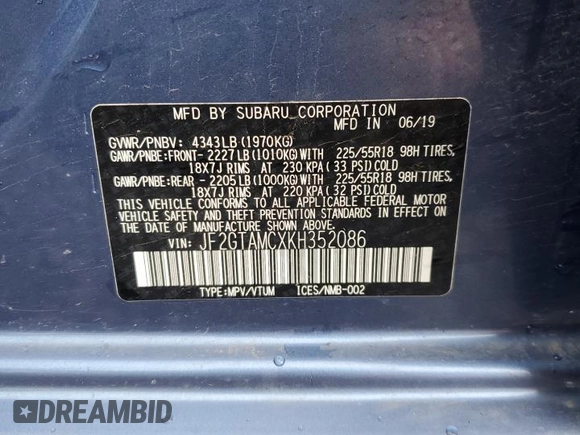 MFD BY SUBARU CORPORATION
MFD IN 06/19
GVWR/PNBV: 4343LB(1970KG)
GAWR/PNBE:FRONT-2227LB(1010KG)WITH 225/55R18 98H TIRES,
18X7J RIMS AT 230 KPA(33 PSI)COLD
GAWR/PNBE:REAR -2205LB(1000KG)WITH 225/55R18 98H TIRES,
18X7J RIMS AT 220 KPA(32 PSI)COLD
THIS VEHICLE CONFORMS TO ALL APPLICABLE FEDERAL MOTOR
VEHICLE SAFETY AND THEFT PREVENTION STANDARDS IN EFFECT ON
THE DATE OF MANUFACTURE SHOWN ABOVE.
VIN: JF2GTAMCXKH352086
TYPE:MPV/VTUM ICES/NMB-002
DREAMBID